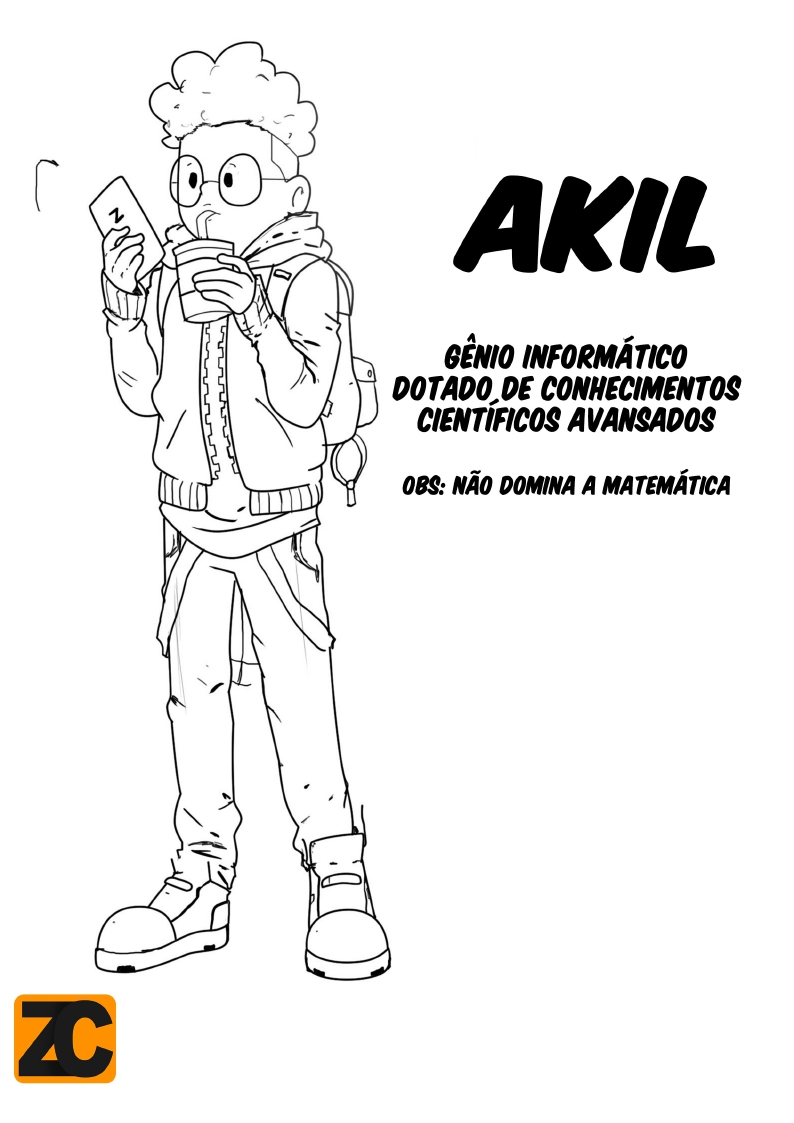 Z
AKIL
GÊNIO INFORMÁTICO
DOTADO DE CONHECIMENTOS
CIENTÍFICOS AVANSADOS
OBS: NÃO DOMINA A MATEMÁTICA
ZC